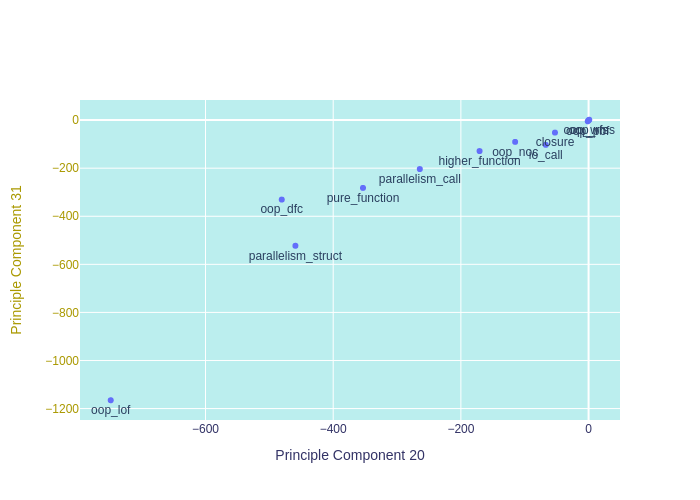 0
−200
−400
−600
−800
−1000
−1200
Principle Component 31
closure
io_call
oop_noc
higher_function
parallelism_call
pure_function
oop_dfc
parallelism_struct
oop_lof
−600
−400
−200
0
Principle Component 20